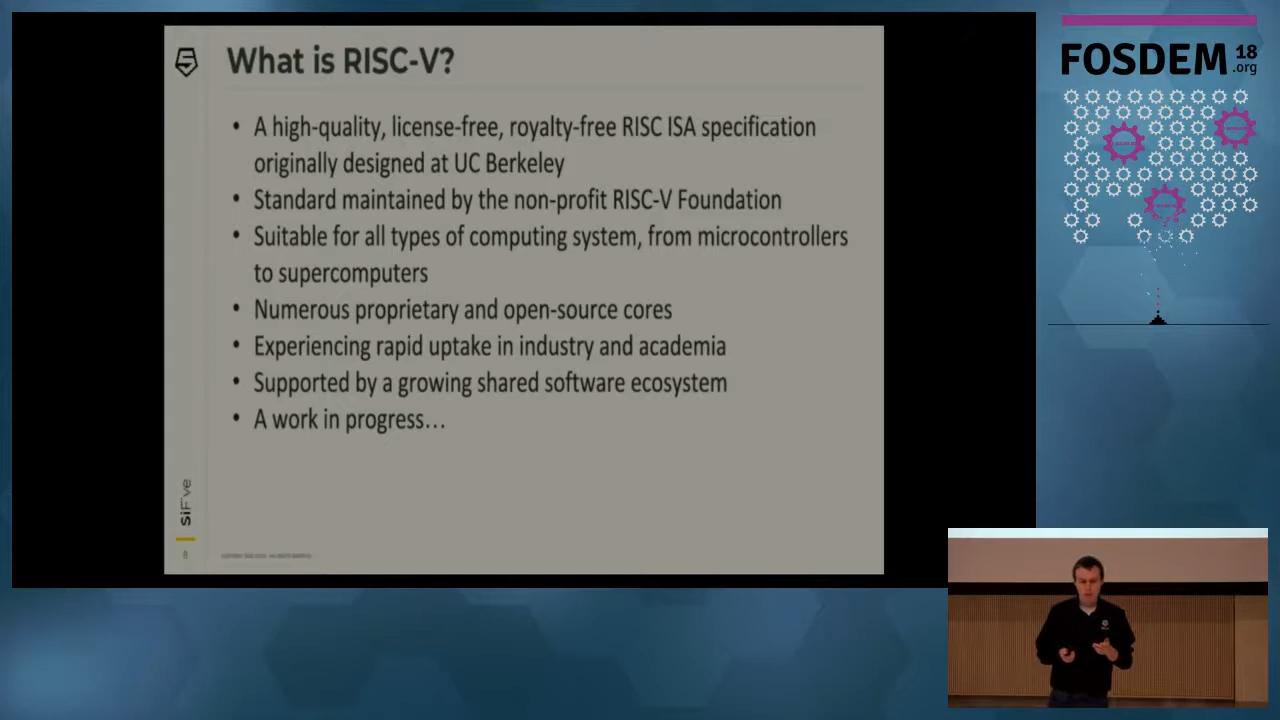 What is RISC-V?
• A high-quality, license-free, royalty-free RISC ISA specification
originally designed at UC Berkeley
• Standard maintained by the non-profit RISC-V Foundation
• Suitable for all types of computing system, from microcontrollers
to supercomputers
• Numerous proprietary and open-source cores
• Experiencing rapid uptake in industry and academia
• Supported by a growing shared software ecosystem
• A work in progress…
SiFive
8
FOSDEM 18
.org